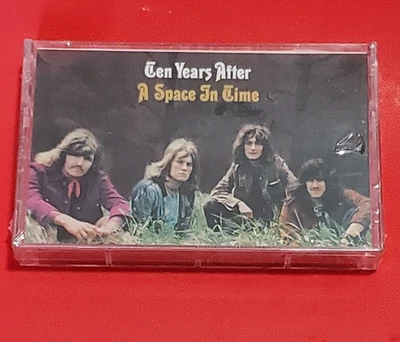 Ten Years After
A Space In Time